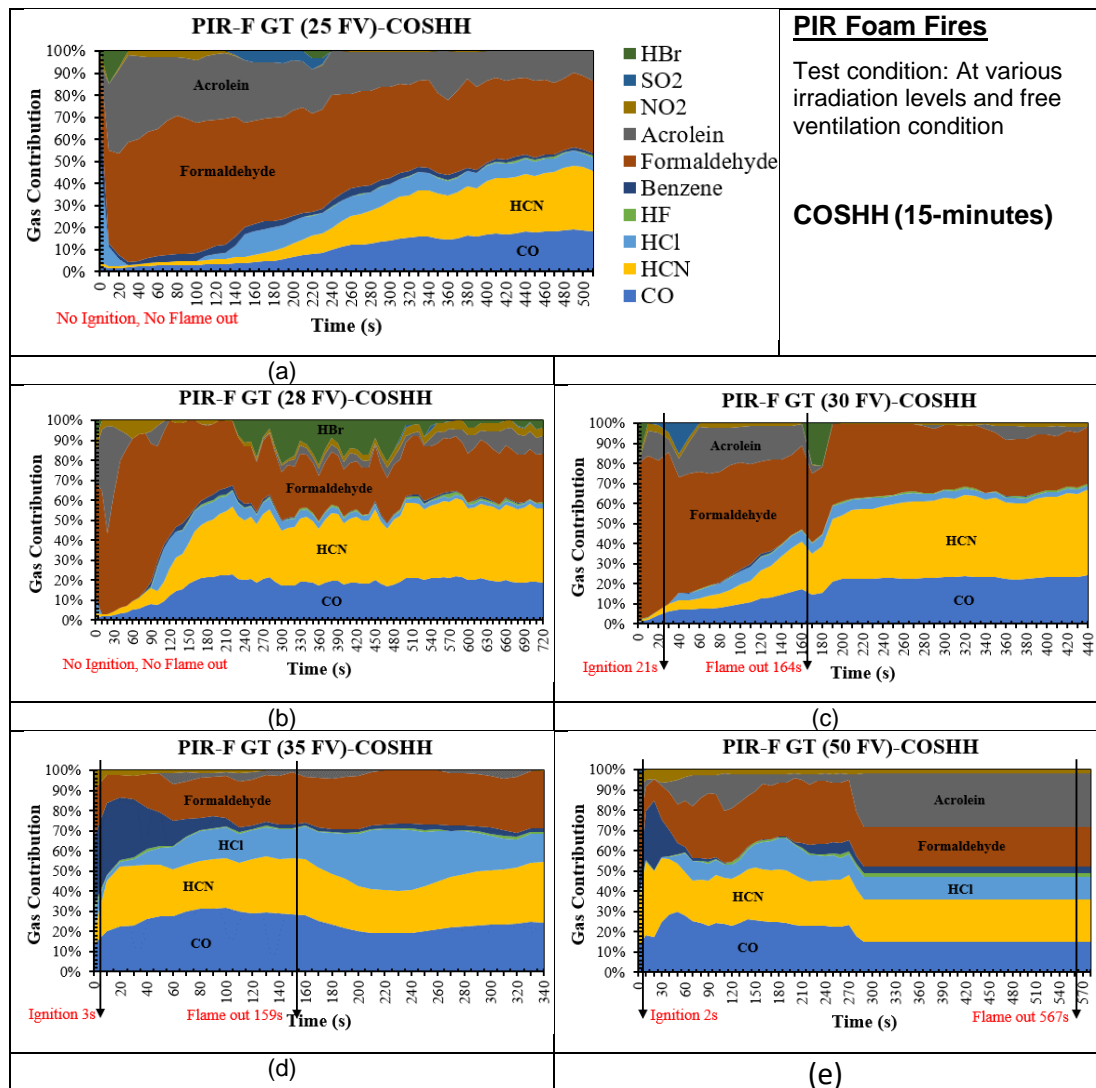 PIR-F GT (25 FV)-COSHH
Gas Contribution
100%
90%
80%
70%
60%
50%
40%
30%
20%
10%
0%
Acrolein
Formaldehyde
HCN
CO
0 20 40 60 80 100 120 140 160 180 200 220 240 260 280 300 320 340 360 380 400 420 440 460 480 500
No Ignition, No Flame out
Time (s)
HBr
SO2
NO2
Acrolein
Formaldehyde
Benzene
HF
HCl
HCN
CO
PIR Foam Fires
Test condition: At various
irradiation levels and free
ventilation condition
COSHH (15-minutes)
(a)
PIR-F GT (28 FV)-COSHH
Gas Contribution
100%
90%
80%
70%
60%
50%
40%
30%
20%
10%
0%
HBr
Formaldehyde
HCN
CO
0 30 60 90 120 150 180 210 240 270 300 330 360 390 420 450 480 510 540 570 600 630 660 690 720
No Ignition, No Flame out
Time (s)
(b)
PIR-F GT (30 FV)-COSHH
Gas Contribution
100%
90%
80%
70%
60%
50%
40%
30%
20%
10%
0%
Acrolein
Formaldehyde
HCN
CO
0 20 40 60 80 100 120 140 160 180 200 220 240 260 280 300 320 340 360 380 400 420 440
Ignition 21s
Flame out 164s
Time (s)
(c)
PIR-F GT (35 FV)-COSHH
Gas Contribution
100%
90%
80%
70%
60%
50%
40%
30%
20%
10%
0%
Formaldehyde
HCl
HCN
CO
0 20 40 60 80 100 120 140 160 180 200 220 240 260 280 300 320 340
Ignition 3s
Flame out 159s
Time (s)
(d)
PIR-F GT (50 FV)-COSHH
Gas Contribution
100%
90%
80%
70%
60%
50%
40%
30%
20%
10%
0%
Acrolein
Formaldehyde
HCl
HCN
CO
0 30 60 90 120 150 180 210 240 270 300 330 360 390 420 450 480 510 540 570
Ignition 2s
Time (s)
Flame out 567s
(e)